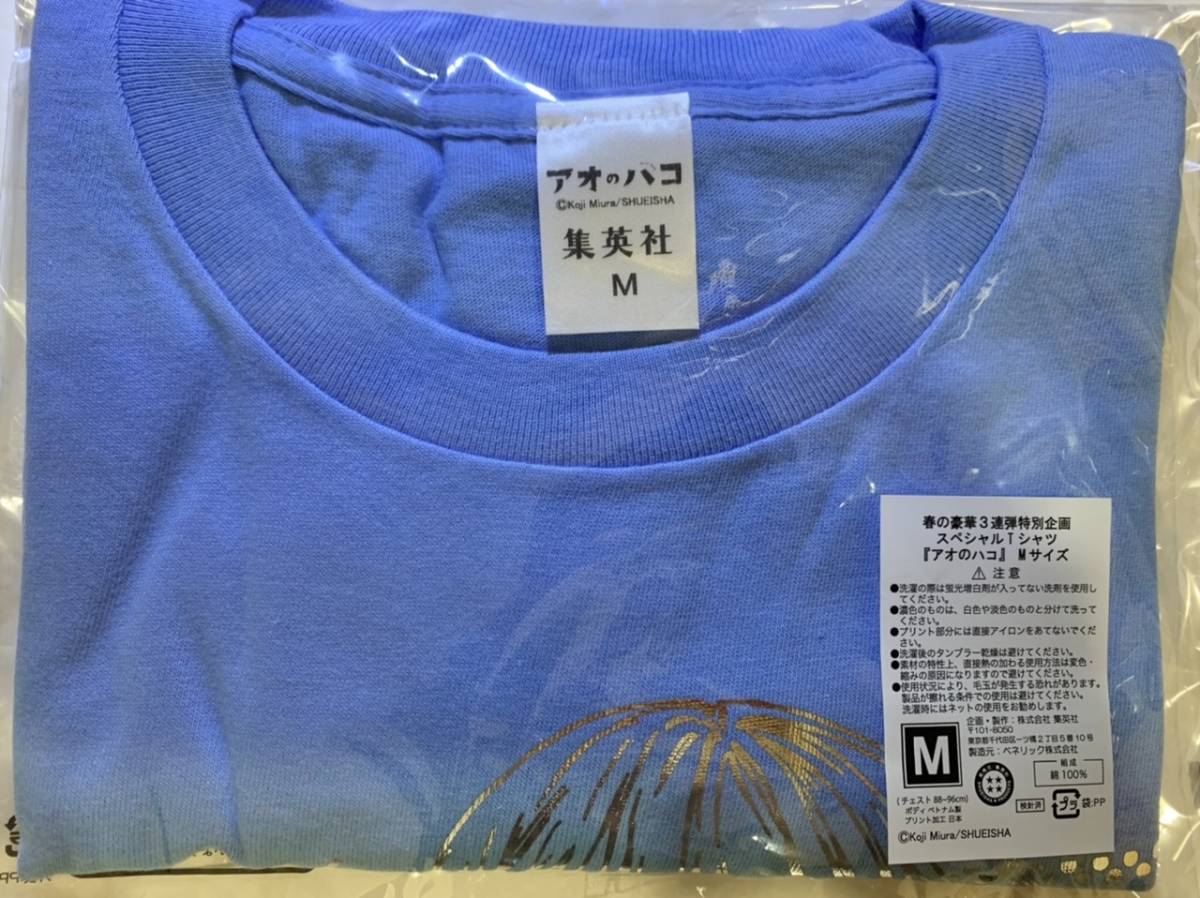 アオのハコ
©Koji Miura/SHUEISHA
集英社
M
春の豪華3連弾特別企画
スペシャルTシャツ
『アオのハコ』 Mサイズ
⚠ 注意
●洗濯の際は蛍光増白剤が入ってない洗剤を使用し
てください。
●濃色のものは、白色や淡色のものと分けて洗って
ください。
●プリント部分には直接アイロンをあてないでくだ
さい。
●洗濯後のタンブラー乾燥は避けてください。
●素材の特性上、直接熱の加わる使用方法は変色・
縮みの原因になりますので避けてください。
●使用状況により、毛玉が発生する恐れがあります。
製品が擦れる条件での使用は避けてください。
洗濯時にはネットの使用をお勧めします。
企画・製作：株式会社 集英社
〒101-8050
東京都千代田区一ツ橋2丁目5番10号
製造元：ベネリック株式会社
M
組成
綿100%
(チェスト 88~96cm)
ボディ ベトナム製
プリント加工 日本
検針済
プラ
袋:PP
©Koji Miura/SHUEISHA